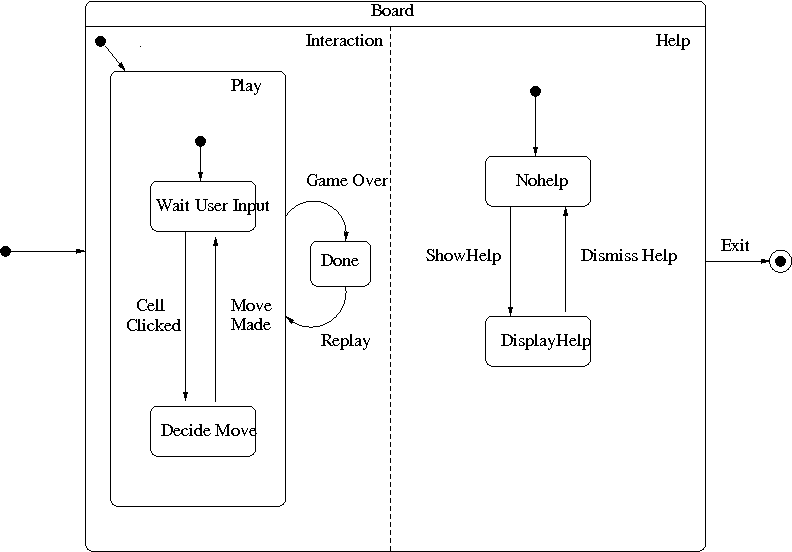 Board
Interaction
Help
Play
Game Over
Nohelp
Wait User Input
Exit
Done
ShowHelp
Dismiss Help
Cell
Clicked
Move
Made
Replay
DisplayHelp
Decide Move